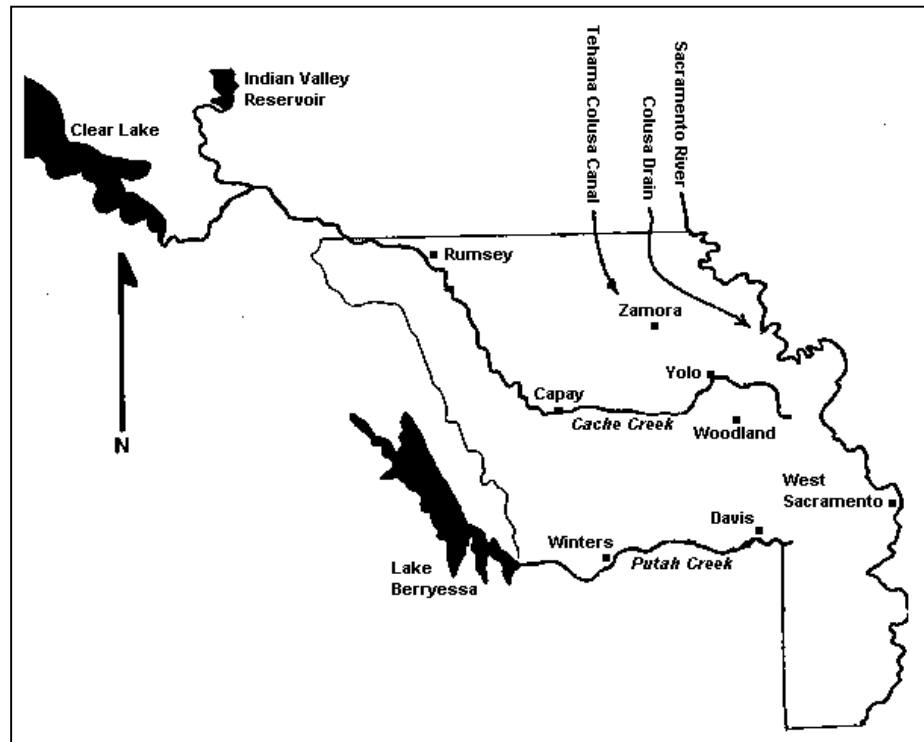 Indian Valley
Reservoir
Clear Lake
Tehama Colusa Canal
Colusa Drain
Sacramento River
Rumsey
Zamora
Yolo
Capay
Cache Creek
Woodland
N
West
Sacramento
Davis
Winters
Putah Creek
Lake
Berryessa